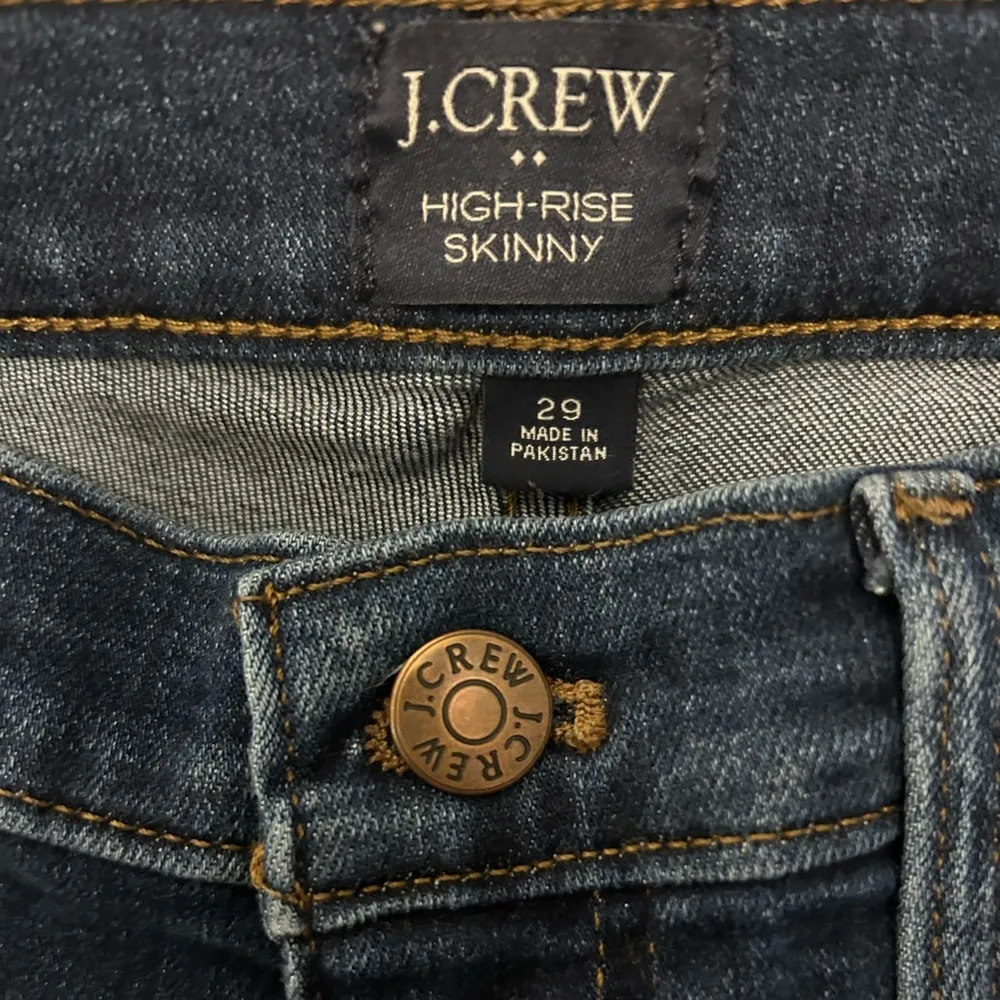 J.CREW
HIGH-RISE
SKINNY
29
MADE IN
PAKISTAN
J.CREW J.CREW